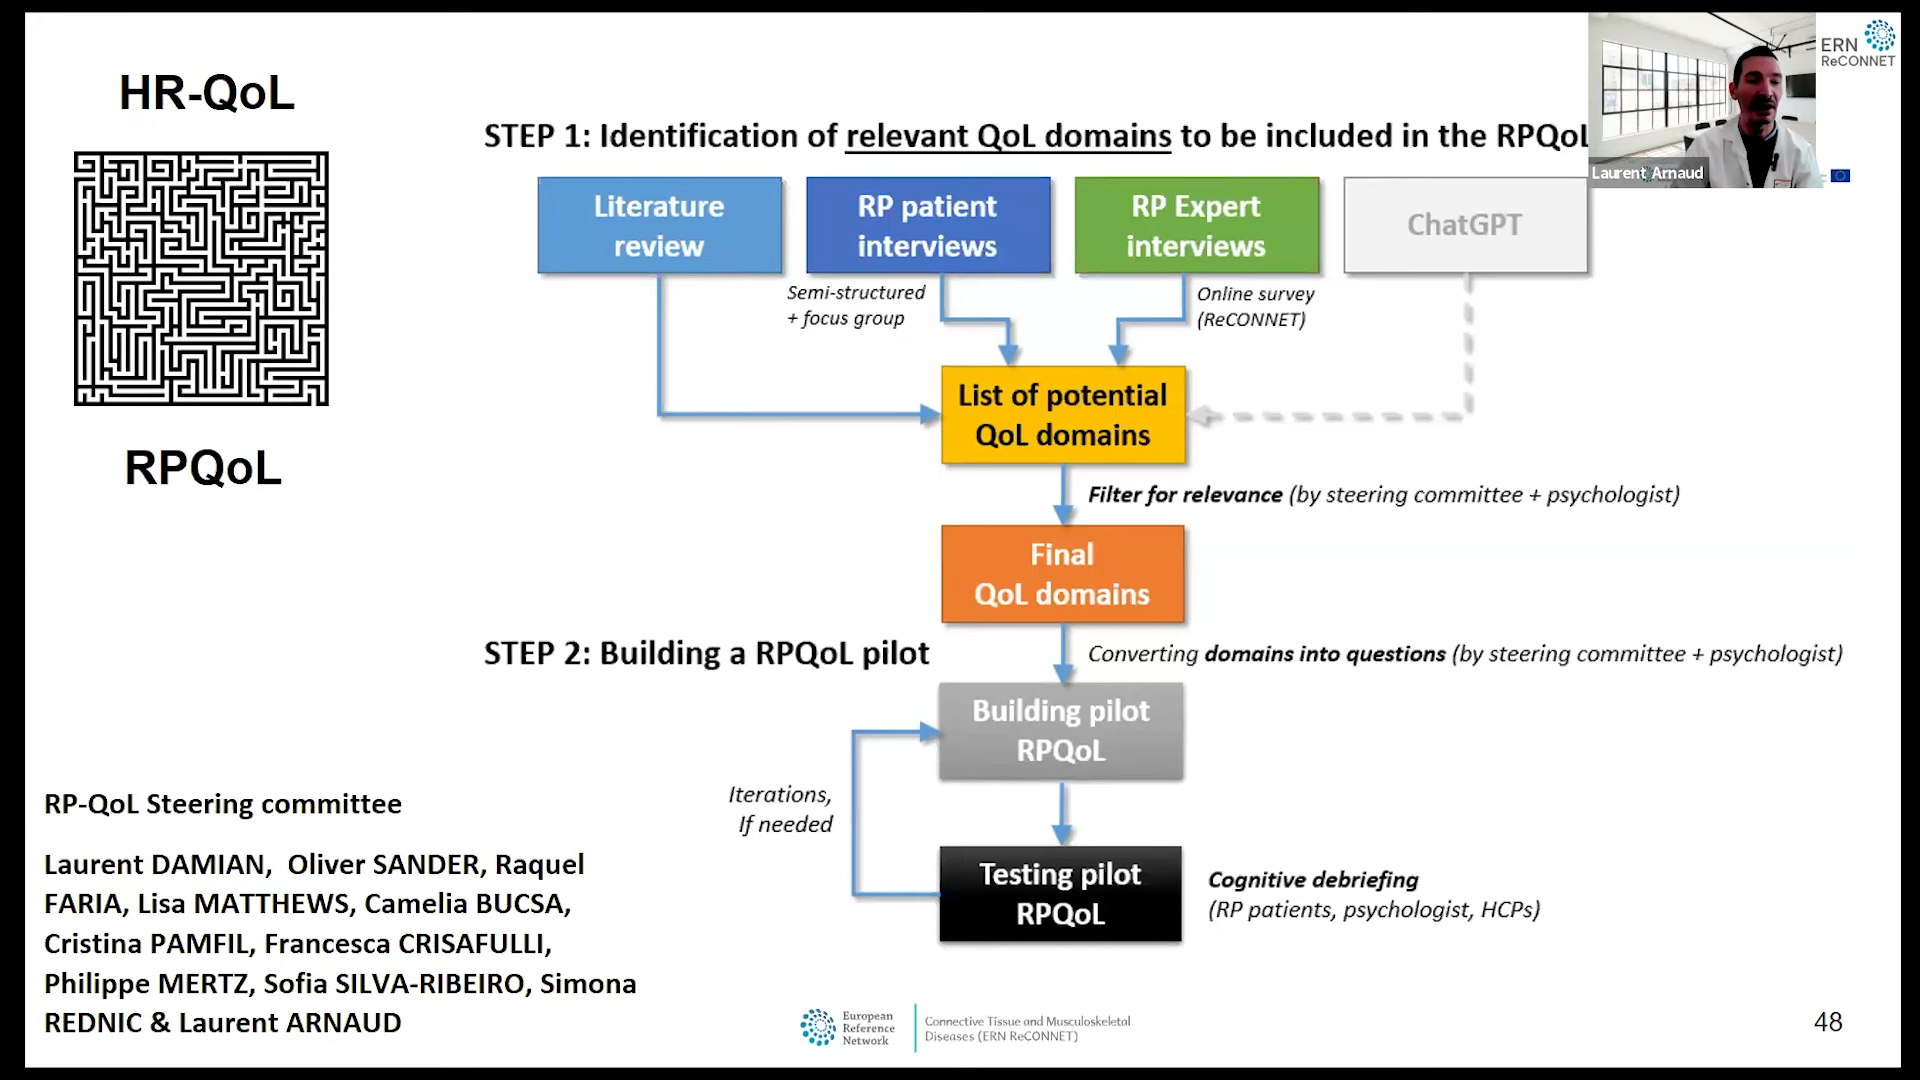 HR-QoL
RPQoL
STEP 1: Identification of relevant QoL domains to be included in the RPQoL
Literature
review
RP patient
interviews
RP Expert
interviews
ChatGPT
Semi-structured
+ focus group
Online survey
(ReCONNET)
List of potential
QoL domains
Filter for relevance (by steering committee + psychologist)
Final
QoL domains
STEP 2: Building a RPQoL pilot
Converting domains into questions (by steering committee + psychologist)
Building pilot
RPQoL
Iterations,
If needed
Testing pilot
RPQoL
Cognitive debriefing
(RP patients, psychologist, HCPs)
RP-QoL Steering committee
Laurent DAMIAN, Oliver SANDER, Raquel
FARIA, Lisa MATTHEWS, Camelia BUCSA,
Cristina PAMFIL, Francesca CRISAFULLI,
Philippe MERTZ, Sofia SILVA-RIBEIRO, Simona
REDNIC & Laurent ARNAUD
European
Reference
Network
Connective Tissue and Musculoskeletal
Diseases (ERN ReCONNET)
48
Laurent Arnaud
ERN
ReCONNET